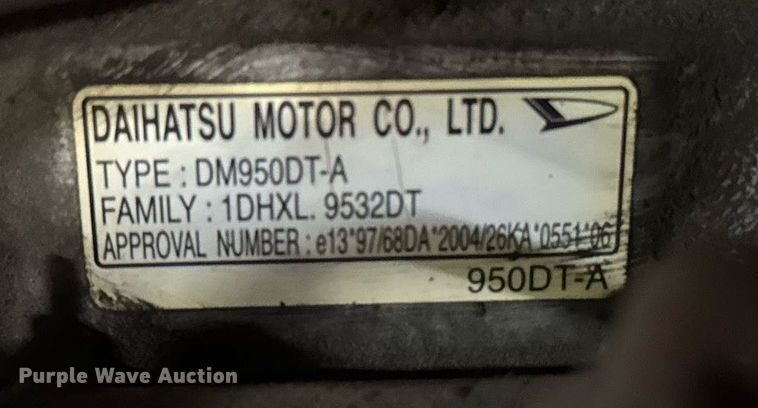 DAIHATSU MOTOR CO., LTD.
TYPE : DM950DT-A
FAMILY : 1DHXL. 9532DT
APPROVAL NUMBER : e13*97/68DA*2004/26KA*0551*06
950DT-A
Purple Wave Auction